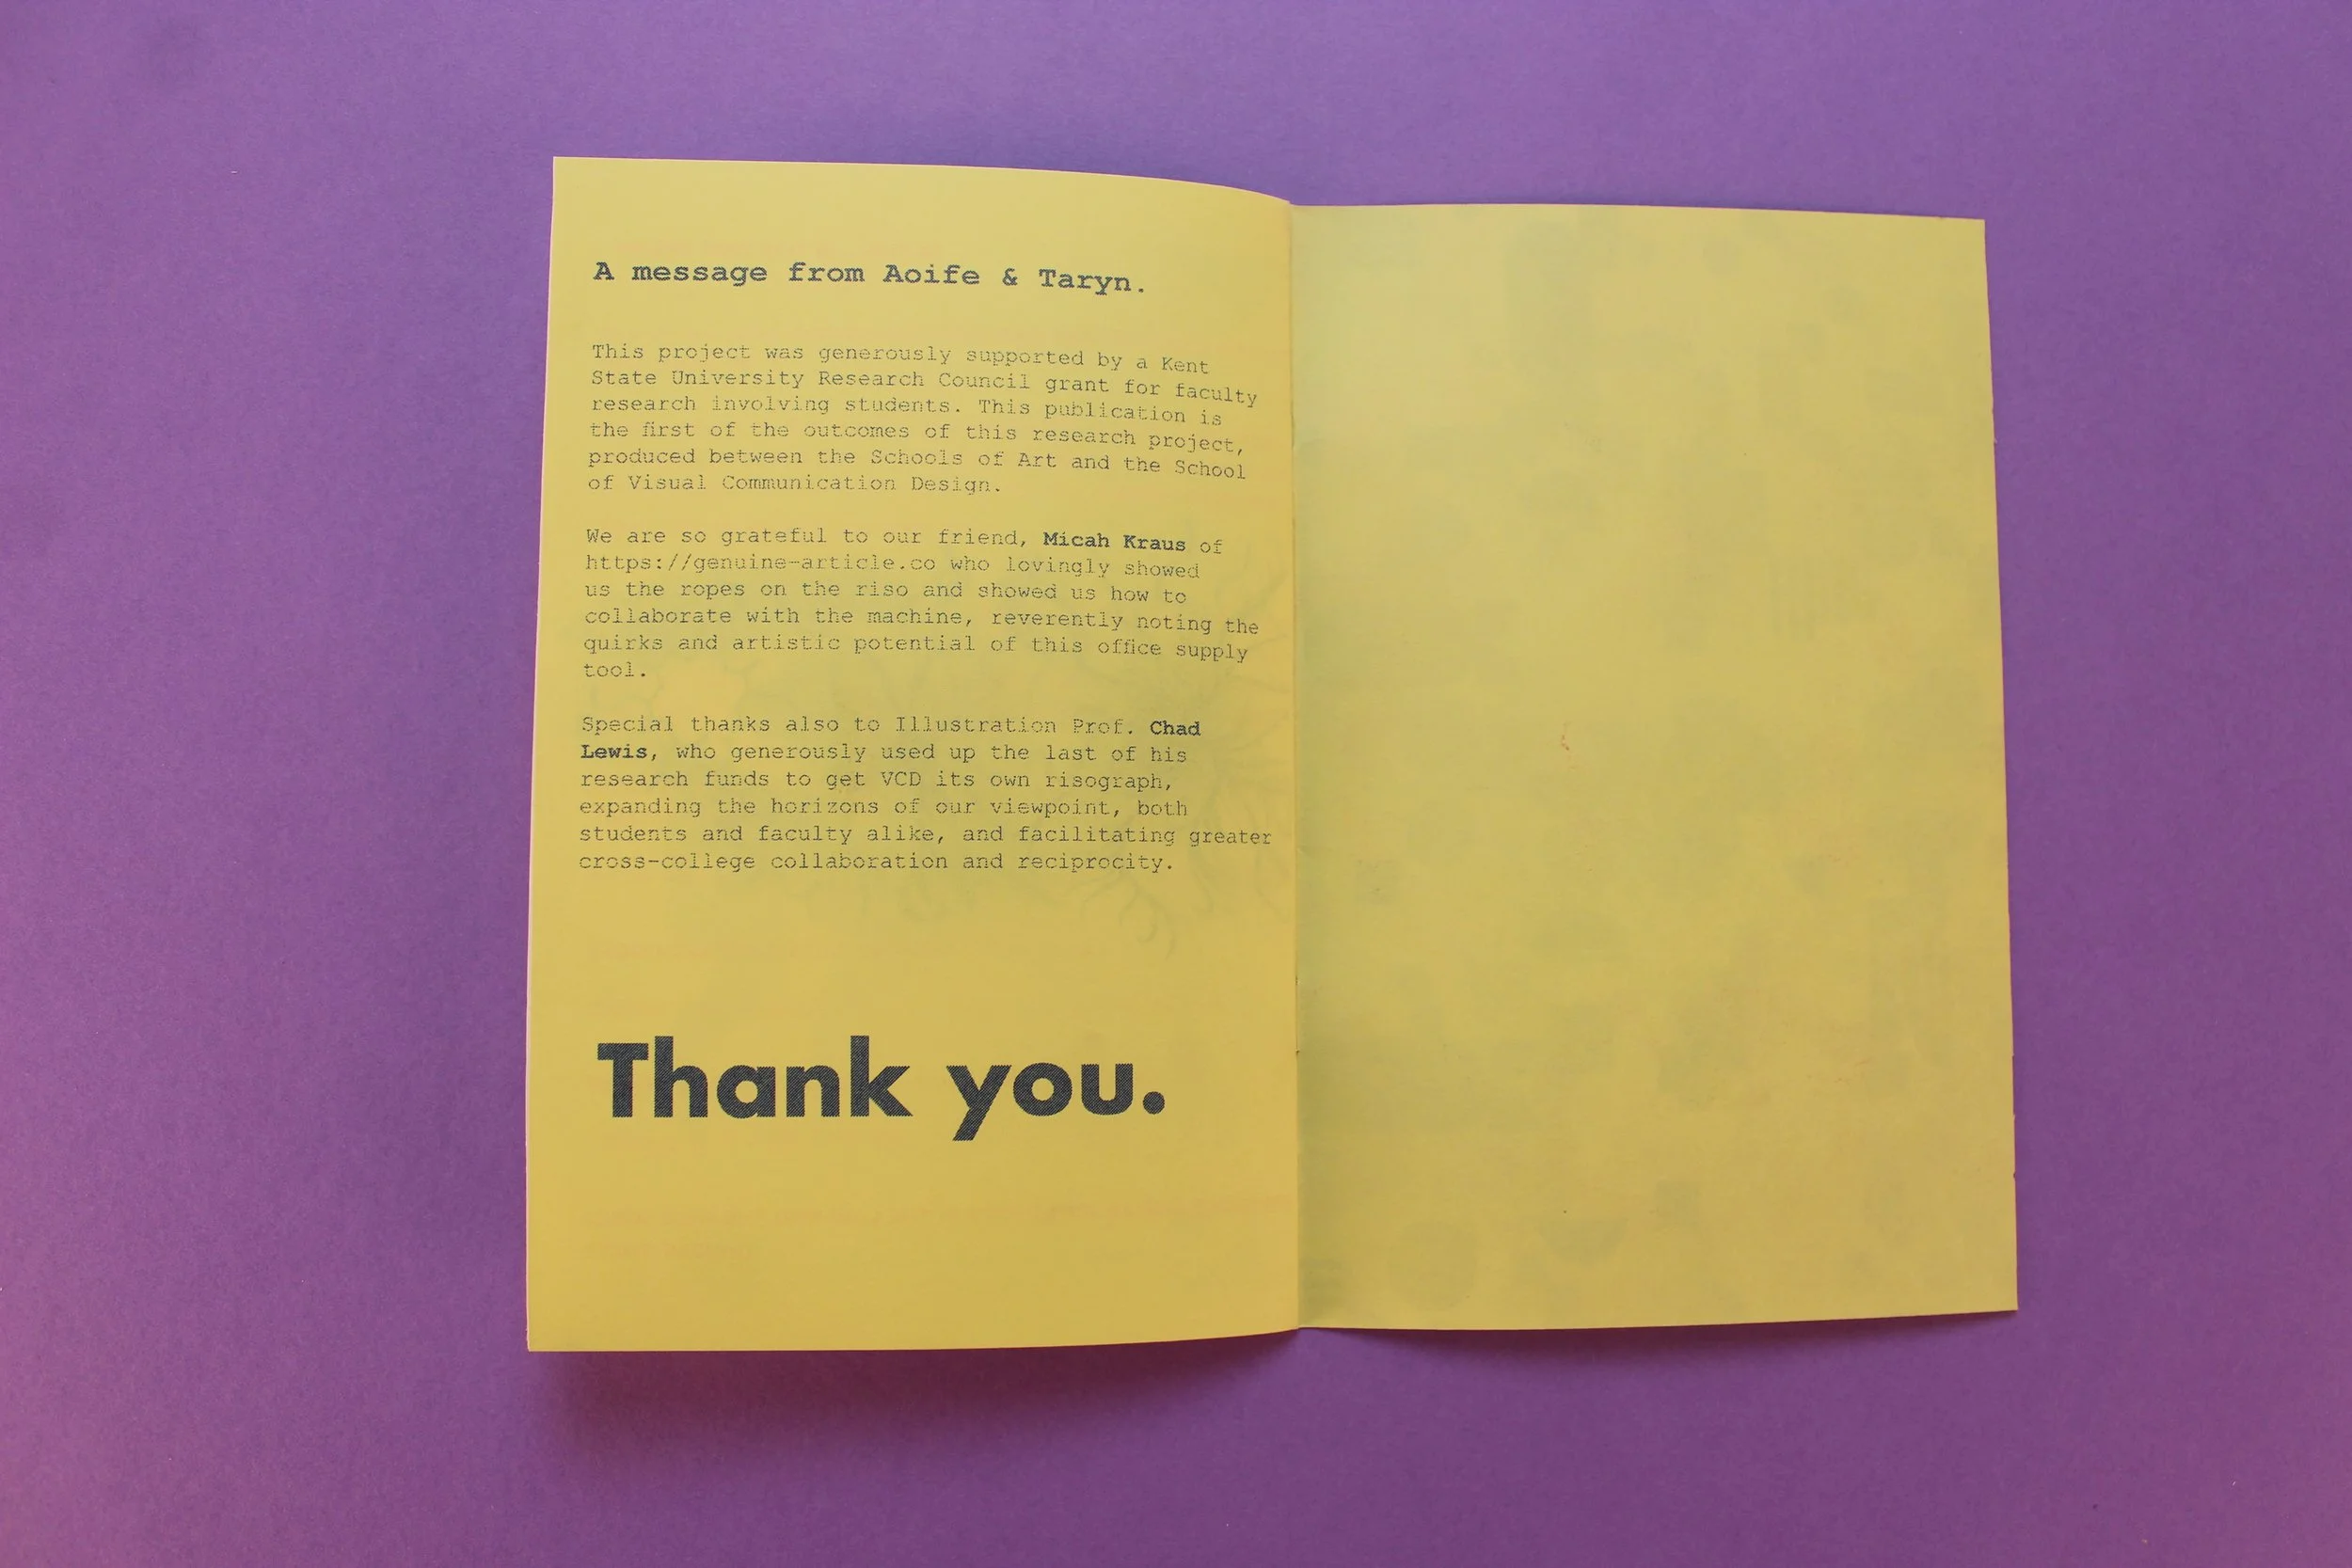 A message from Aoife & Taryn.
This project was generously supported by a Kent
State University Research Council grant for faculty
research involving students. This publication is
the first of the outcomes of this research project,
produced between the Schools of Art and the School
of Visual Communication Design.
We are so grateful to our friend, Micah Kraus of
https://genuine-article.co who lovingly showed
us the ropes on the riso and showed us how to
collaborate with the machine, reverently noting the
quirks and artistic potential of this office supply
tool.
Special thanks also to Illustration Prof. Chad
Lewis, who generously used up the last of his
research funds to get VCD its own risograph,
expanding the horizons of our viewpoint, both
students and faculty alike, and facilitating greater
cross-college collaboration and reciprocity.
Thank you.